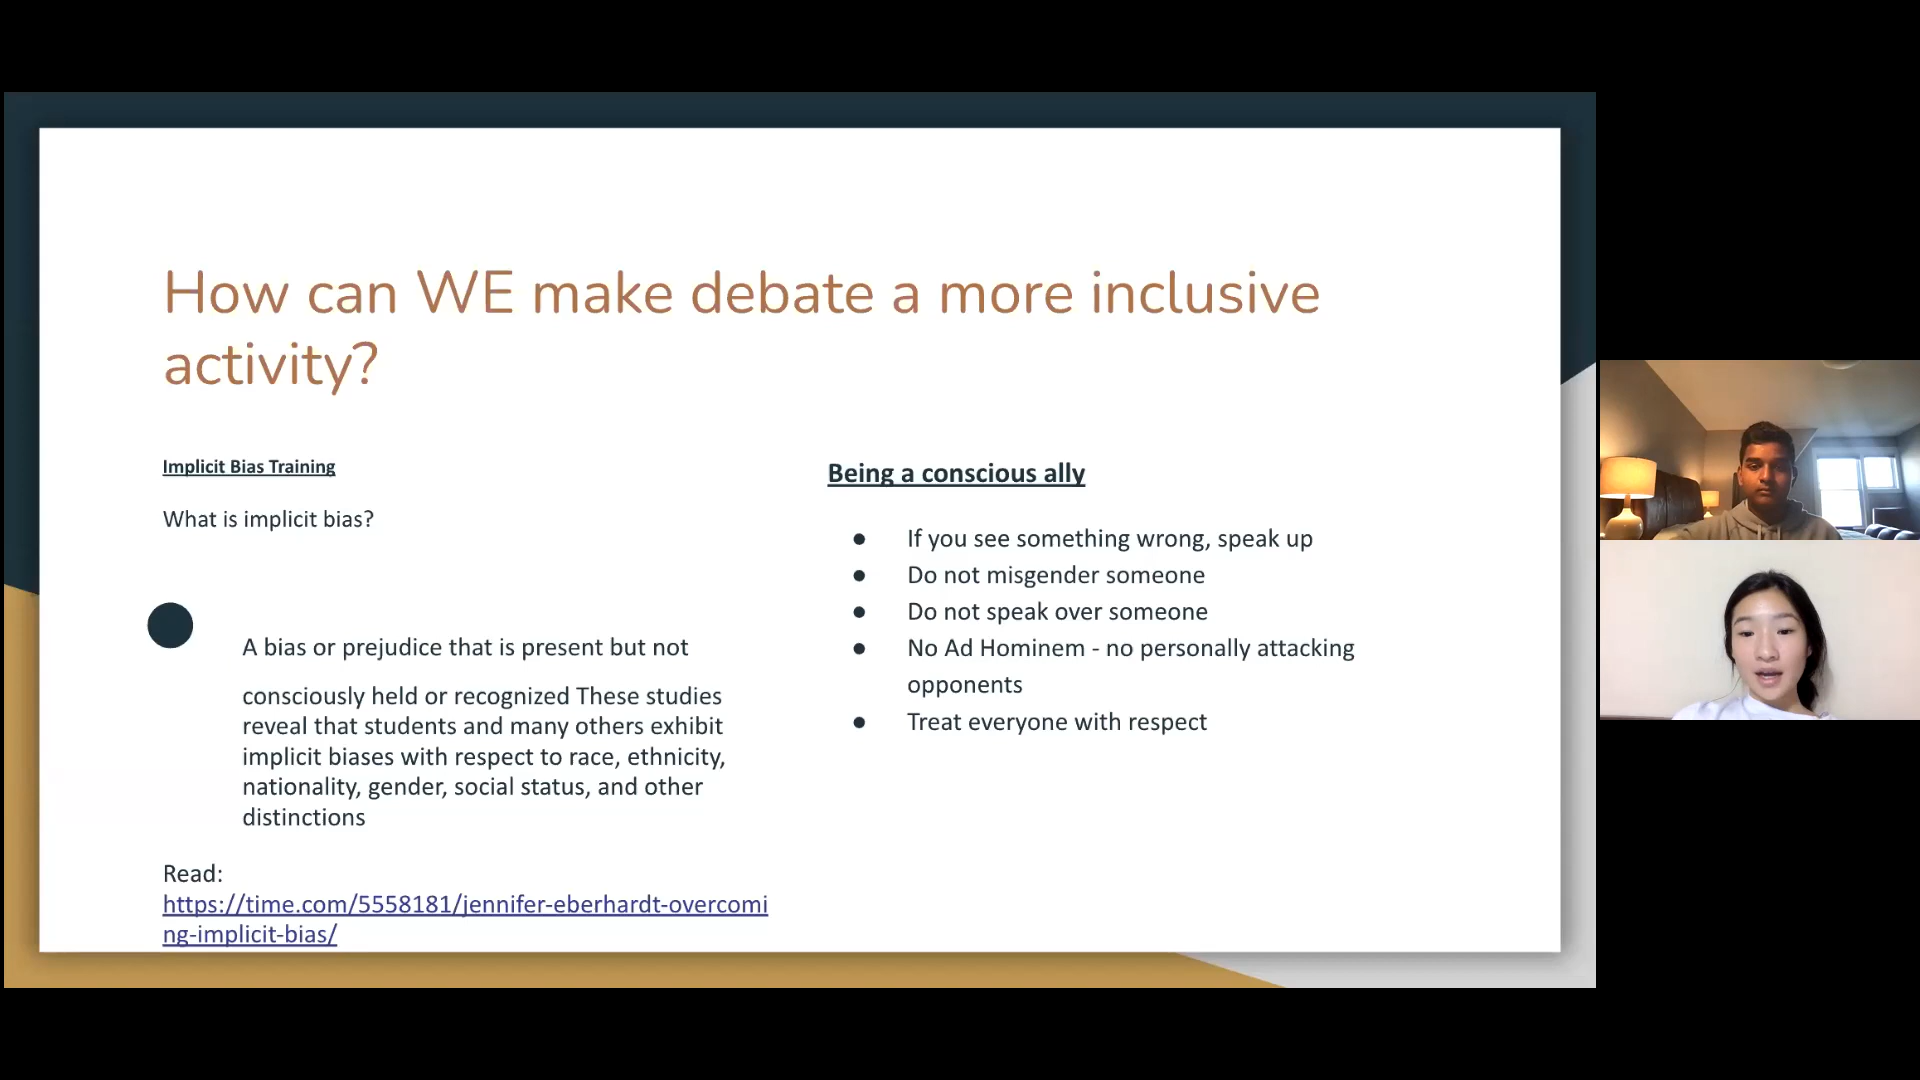 How can WE make debate a more inclusive
activity?
Implicit Bias Training
What is implicit bias?
A bias or prejudice that is present but not
consciously held or recognized These studies
reveal that students and many others exhibit
implicit biases with respect to race, ethnicity,
nationality, gender, social status, and other
distinctions
Read:
https://time.com/5558181/jennifer-eberhardt-overcomi
ng-implicit-bias/
Being a conscious ally
● If you see something wrong, speak up
● Do not misgender someone
● Do not speak over someone
● No Ad Hominem - no personally attacking
opponents
● Treat everyone with respect